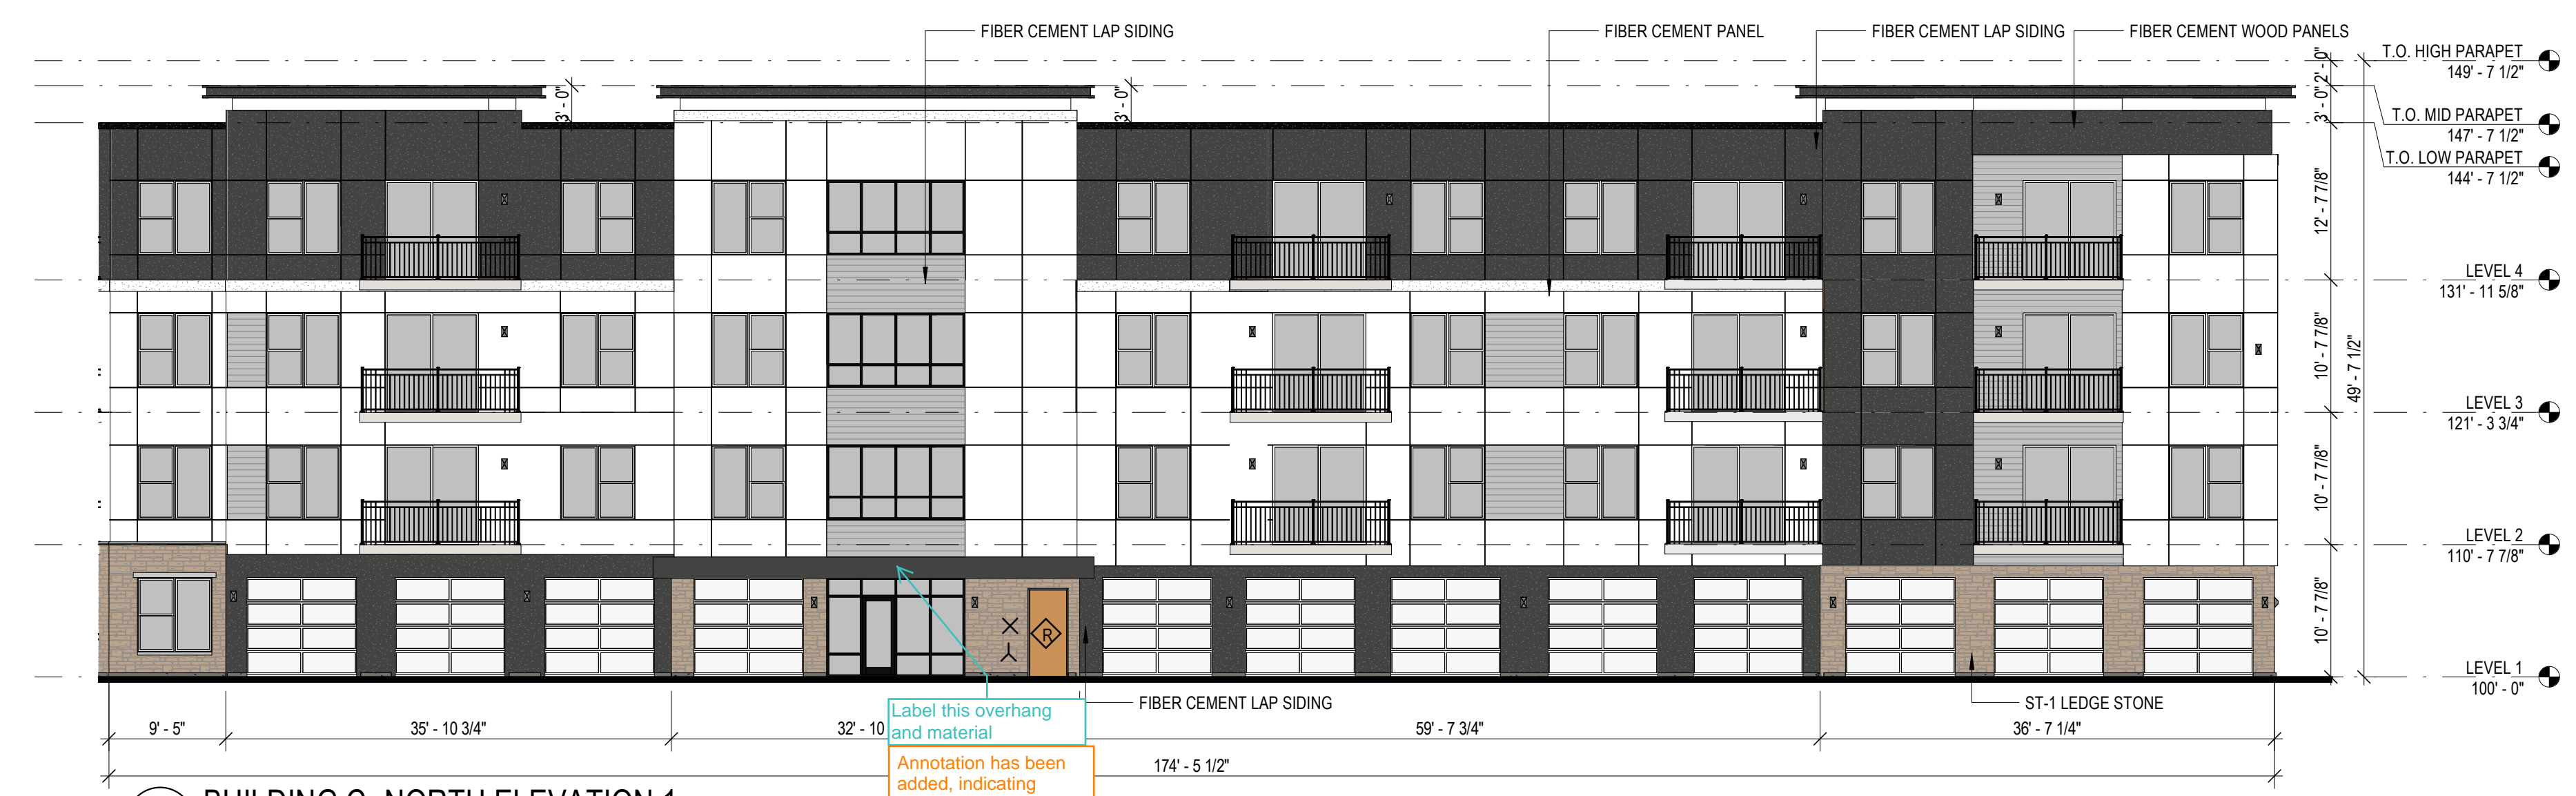 FIBER CEMENT LAP SIDING
FIBER CEMENT PANEL
FIBER CEMENT LAP SIDING
FIBER CEMENT WOOD PANELS
T.O. HIGH PARAPET
149' - 7 1/2"
T.O. MID PARAPET
147' - 7 1/2"
T.O. LOW PARAPET
144' - 7 1/2"
LEVEL 4
131' - 11 5/8"
LEVEL 3
121' - 3 3/4"
LEVEL 2
110' - 7 7/8"
LEVEL 1
100' - 0"
3' - 0"
3' - 0"
2' - 0"
3' - 0"
12' - 7 7/8"
10' - 7 7/8"
10' - 7 7/8"
10' - 7 7/8"
49' - 7 1/2"
R
FIBER CEMENT LAP SIDING
ST-1 LEDGE STONE
Label this overhang
and material
9' - 5"
35' - 10 3/4"
32' - 10
59' - 7 3/4"
36' - 7 1/4"
174' - 5 1/2"
Annotation has been
added, indicating
NORTH ELEVATION